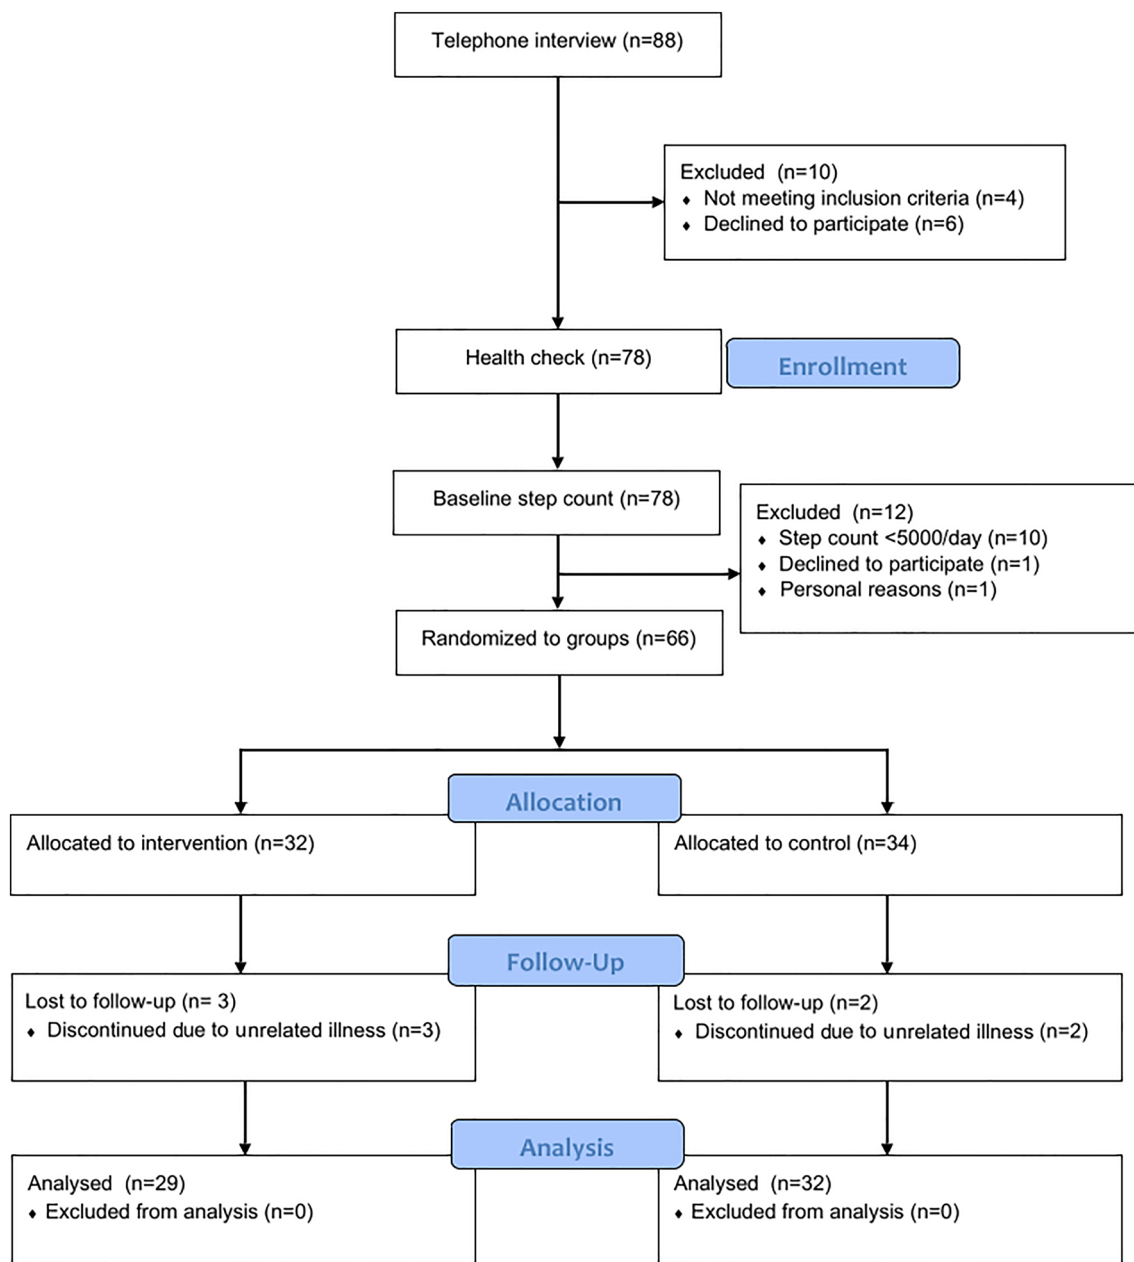 Telephone interview (n=88)
Excluded  (n=10)
♦ Not meeting inclusion criteria (n=4)
♦ Declined to participate (n=6)
Health check (n=78)
Enrollment
Baseline step count (n=78)
Excluded  (n=12)
♦ Step count <5000/day (n=10)
♦ Declined to participate (n=1)
♦ Personal reasons (n=1)
Randomized to groups (n=66)
Allocation
Allocated to intervention (n=32)
Allocated to control (n=34)
Follow-Up
Lost to follow-up (n= 3)
♦ Discontinued due to unrelated illness (n=3)
Lost to follow-up (n=2)
♦ Discontinued due to unrelated illness (n=2)
Analysis
Analysed  (n=29)
♦ Excluded from analysis (n=0)
Analysed  (n=32)
♦ Excluded from analysis (n=0)